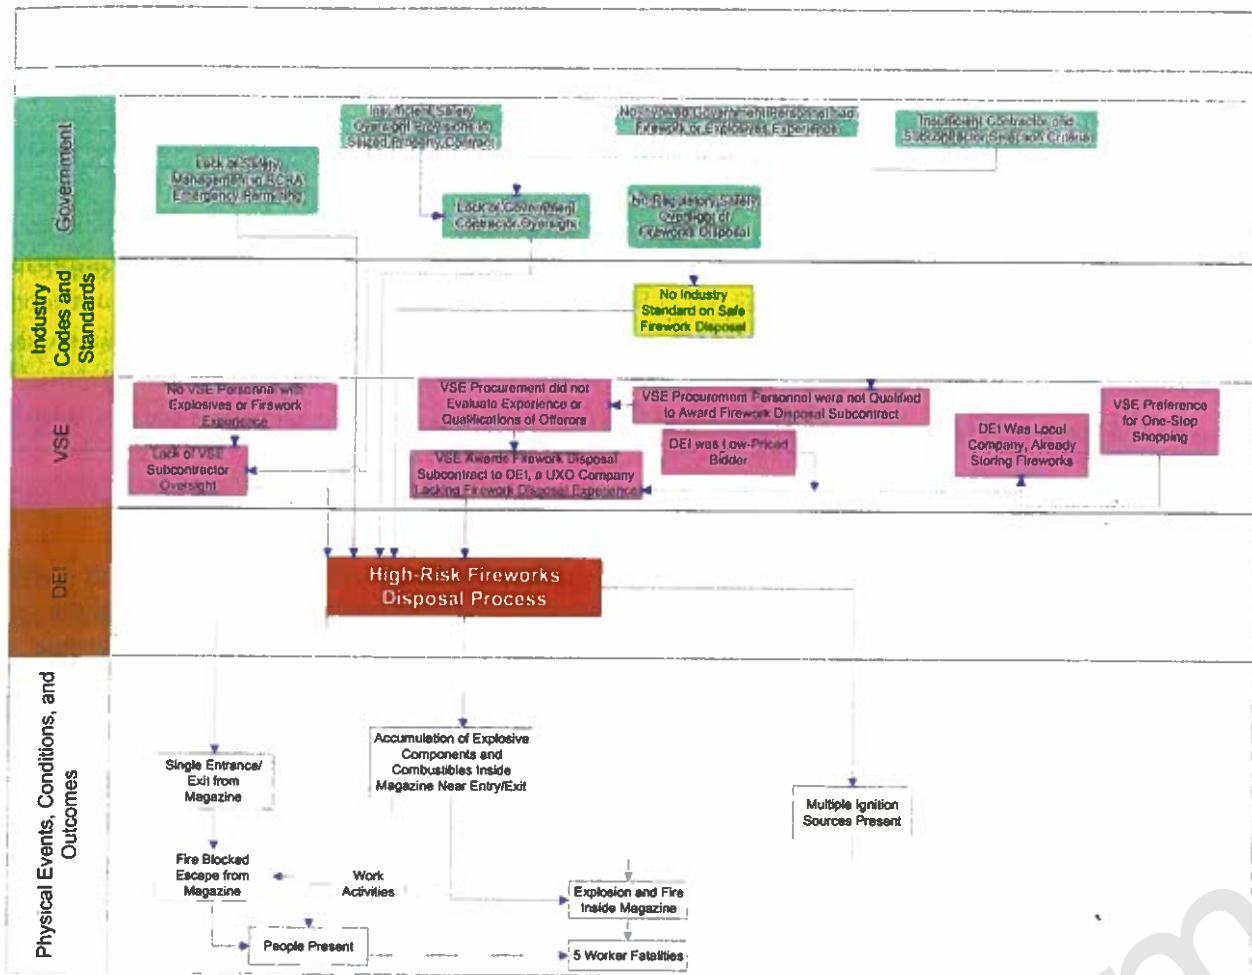 Government
Insufficient Safety
Oversight Provisions in
Seized Property Contract
Government Personnel had
Firework or Explosives Experience
Insufficient Contractor and
Subcontractor Selection Criteria
Lack of Safety
Management in RCRA
Emergency Permitting
Lack of Government
Contractor Oversight
No Regulatory Safety
Oversight of
Fireworks Disposal
Industry
Codes and
Standards
No Industry
Standard on Safe
Firework Disposal
VSE
No VSE Personnel with
Explosives or Firework
Experience
VSE Procurement did not
Evaluate Experience or
Qualifications of Offerors
VSE Procurement Personnel were not Qualified
to Award Firework Disposal Subcontract
VSE Preference
for One-Stop
Shopping
Lack of VSE
Subcontractor
Oversight
VSE Awards Firework Disposal
Subcontract to DEI, a UXO Company
Lacking Firework Disposal Experience
DEI was Low-Priced
Bidder
DEI Was Local
Company, Already
Storing Fireworks
DEI
High-Risk Fireworks
Disposal Process
Physical Events, Conditions, and
Outcomes
Single Entrance/
Exit from
Magazine
Accumulation of Explosive
Components and
Combustibles Inside
Magazine Near Entry/Exit
Multiple Ignition
Sources Present
Fire Blocked
Escape from
Magazine
Work
Activities
Explosion and Fire
Inside Magazine
People Present
5 Worker Fatalities